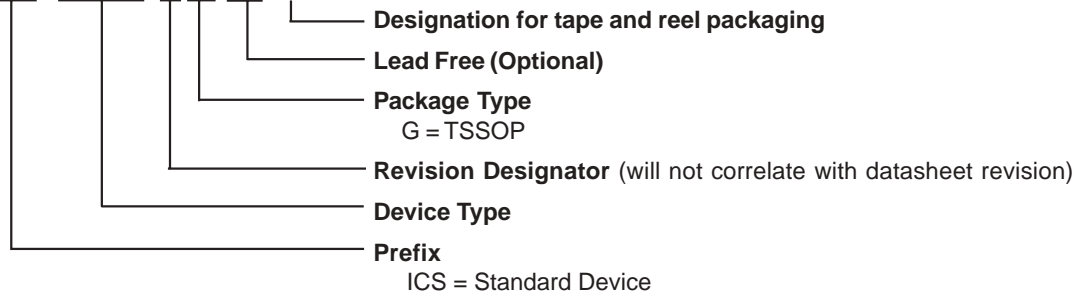 Designation for tape and reel packaging
Lead Free (Optional)
Package Type
G = TSSOP
Revision Designator (will not correlate with datasheet revision)
Device Type
Prefix
ICS = Standard Device